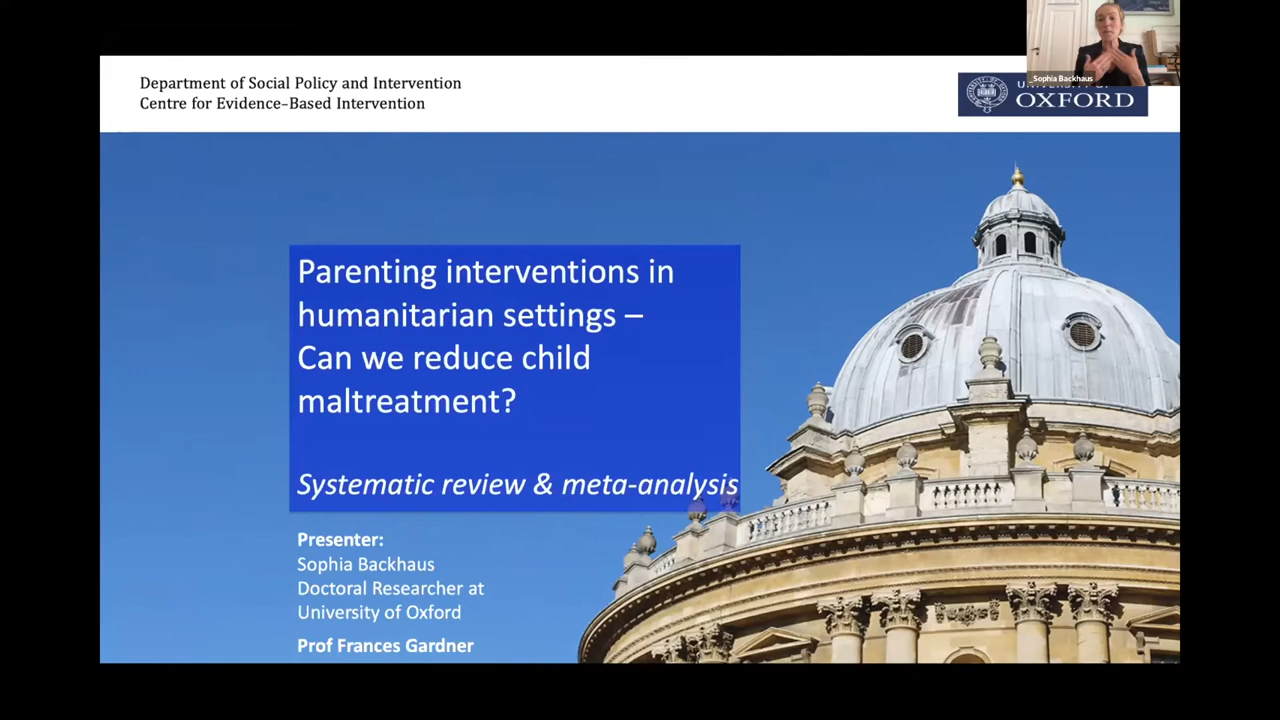 Department of Social Policy and Intervention
Centre for Evidence-Based Intervention
Sophia Backhaus
OXFORD
Parenting interventions in
humanitarian settings –
Can we reduce child
maltreatment?
Systematic review & meta-analysis
Presenter:
Sophia Backhaus
Doctoral Researcher at
University of Oxford
Prof Frances Gardner